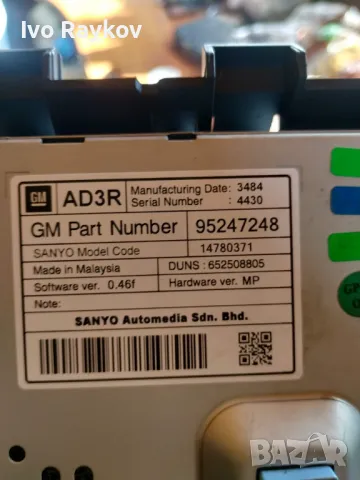 Ivo Raykov
GM AD3R Manufacturing Date: 3484
Serial Number : 4430
GM Part Number 95247248
SANYO Model Code 14780371
Made in Malaysia DUNS : 652508805
Software ver. 0.46f Hardware ver. MP
Note:
SANYO Automedia Sdn. Bhd.
bazar